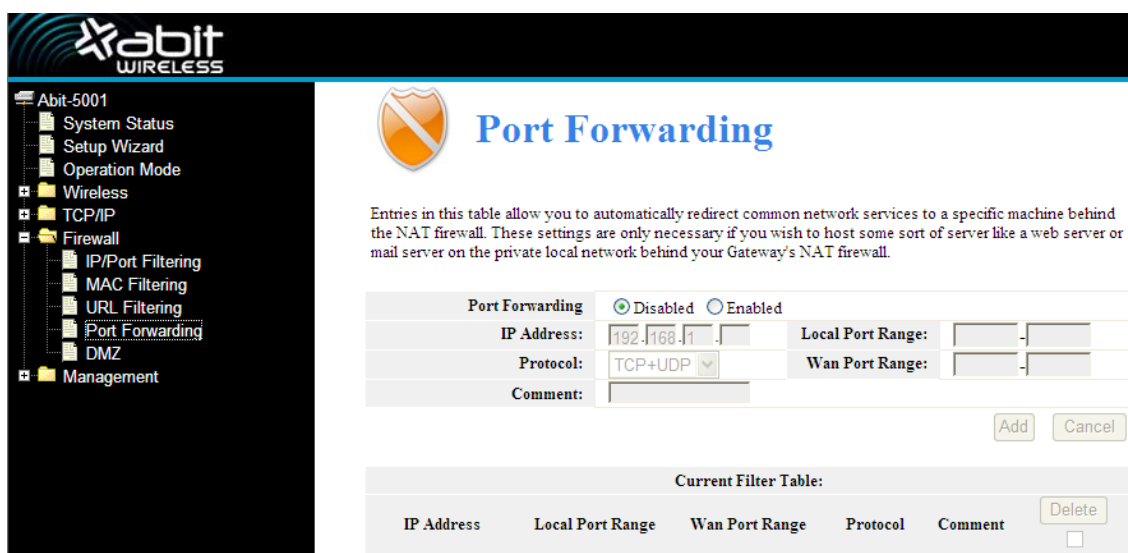 abit
WIRELESS
Abit-5001
System Status
Setup Wizard
Operation Mode
Wireless
TCP/IP
Firewall
IP/Port Filtering
MAC Filtering
URL Filtering
Port Forwarding
DMZ
Management
Port Forwarding
Entries in this table allow you to automatically redirect common network services to a specific machine behind
the NAT firewall. These settings are only necessary if you wish to host some sort of server like a web server or
mail server on the private local network behind your Gateway's NAT firewall.
Port Forwarding Disabled Enabled
IP Address: 192.168.1. Local Port Range: -
Protocol: TCP+UDP Wan Port Range: -
Comment:
Add Cancel
Current Filter Table:
IP Address Local Port Range Wan Port Range Protocol Comment Delete